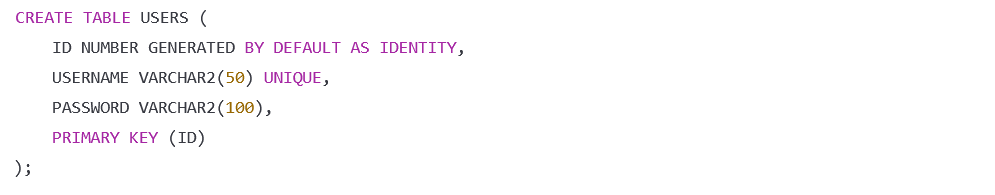 CREATE TABLE USERS (
    ID NUMBER GENERATED BY DEFAULT AS IDENTITY,
    USERNAME VARCHAR2(50) UNIQUE,
    PASSWORD VARCHAR2(100),
    PRIMARY KEY (ID)
);